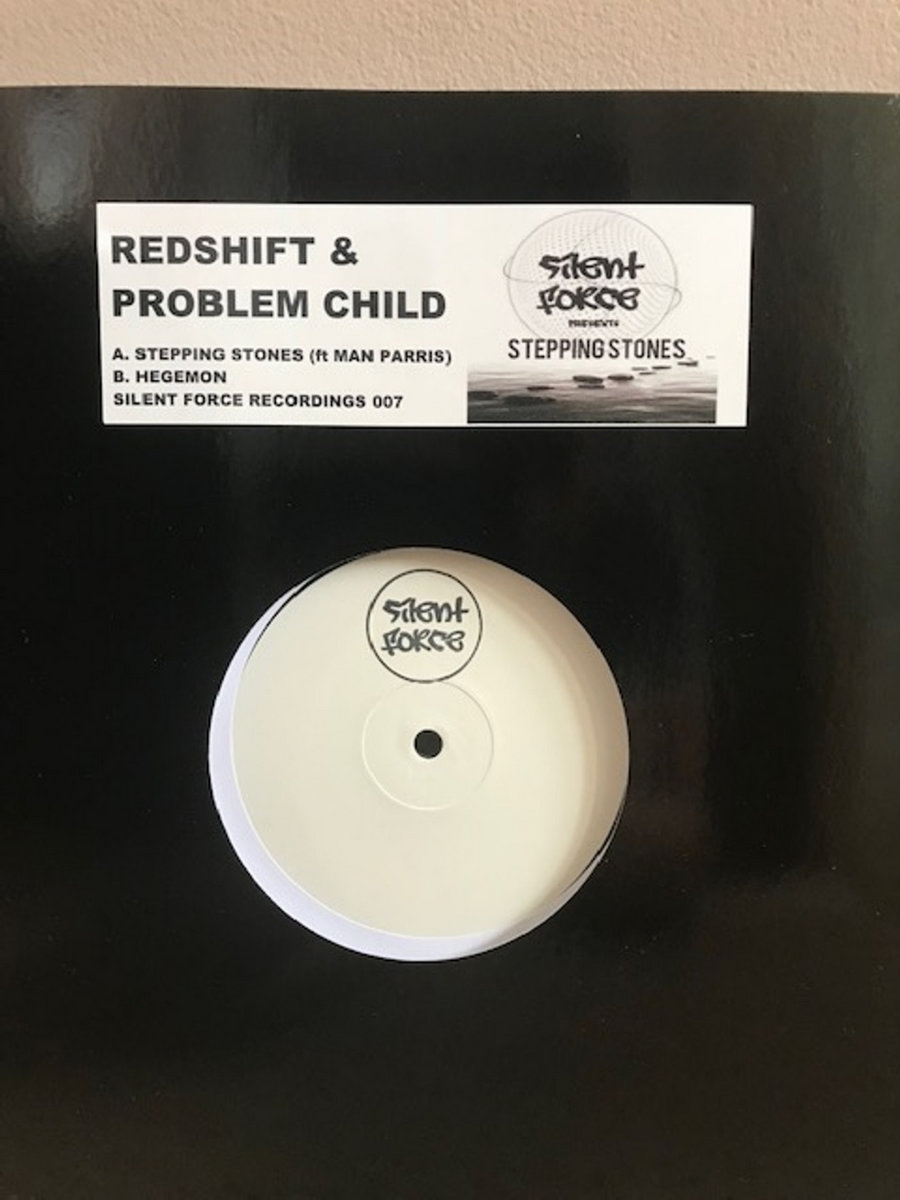 REDSHIFT &
PROBLEM CHILD
A. STEPPING STONES (ft MAN PARRIS)
B. HEGEMON
SILENT FORCE RECORDINGS 007
Silent
Force
PRESENTS
STEPPING STONES
Silent
Force